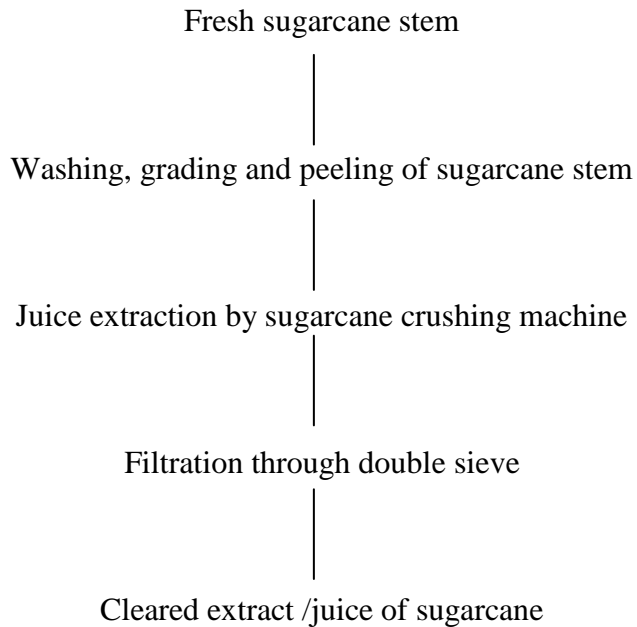 Fresh sugarcane stem
Washing, grading and peeling of sugarcane stem
Juice extraction by sugarcane crushing machine
Filtration through double sieve
Cleared extract /juice of sugarcane